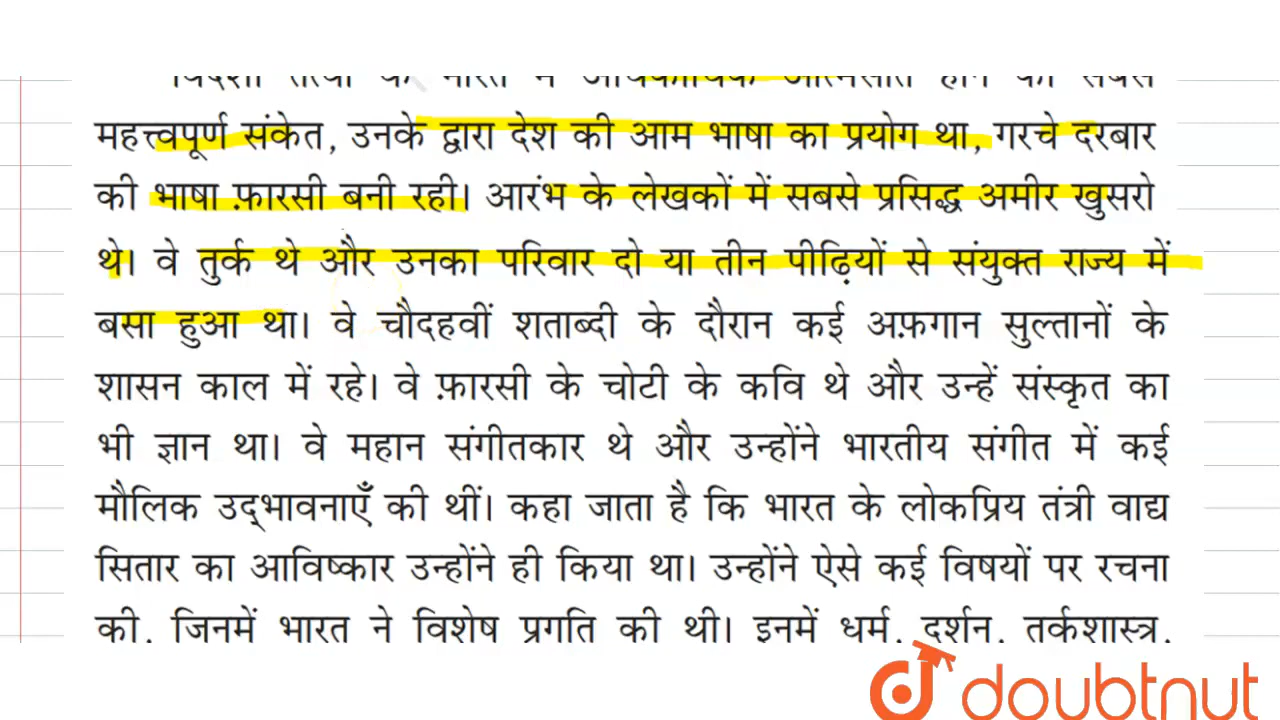 महत्त्वपूर्ण संकेत, उनके द्वारा देश की आम भाषा का प्रयोग था, गरचे दरबार
की भाषा फ़ारसी बनी रही। आरंभ के लेखकों में सबसे प्रसिद्ध अमीर खुसरो
थे। वे तुर्क थे और उनका परिवार दो या तीन पीढ़ियों से संयुक्त राज्य में
बसा हुआ था। वे चौदहवीं शताब्दी के दौरान कई अफ़गान सुल्तानों के
शासन काल में रहे। वे फ़ारसी के चोटी के कवि थे और उन्हें संस्कृत का
भी ज्ञान था। वे महान संगीतकार थे और उन्होंने भारतीय संगीत में कई
मौलिक उद्‌भावनाएँ की थीं। कहा जाता है कि भारत के लोकप्रिय तंत्री वाद्य
सितार का आविष्कार उन्होंने ही किया था। उन्होंने ऐसे कई विषयों पर रचना
की, जिनमें भारत ने विशेष प्रगति की थी। इनमें धर्म, दर्शन, तर्कशास्त्र,
doubtnut